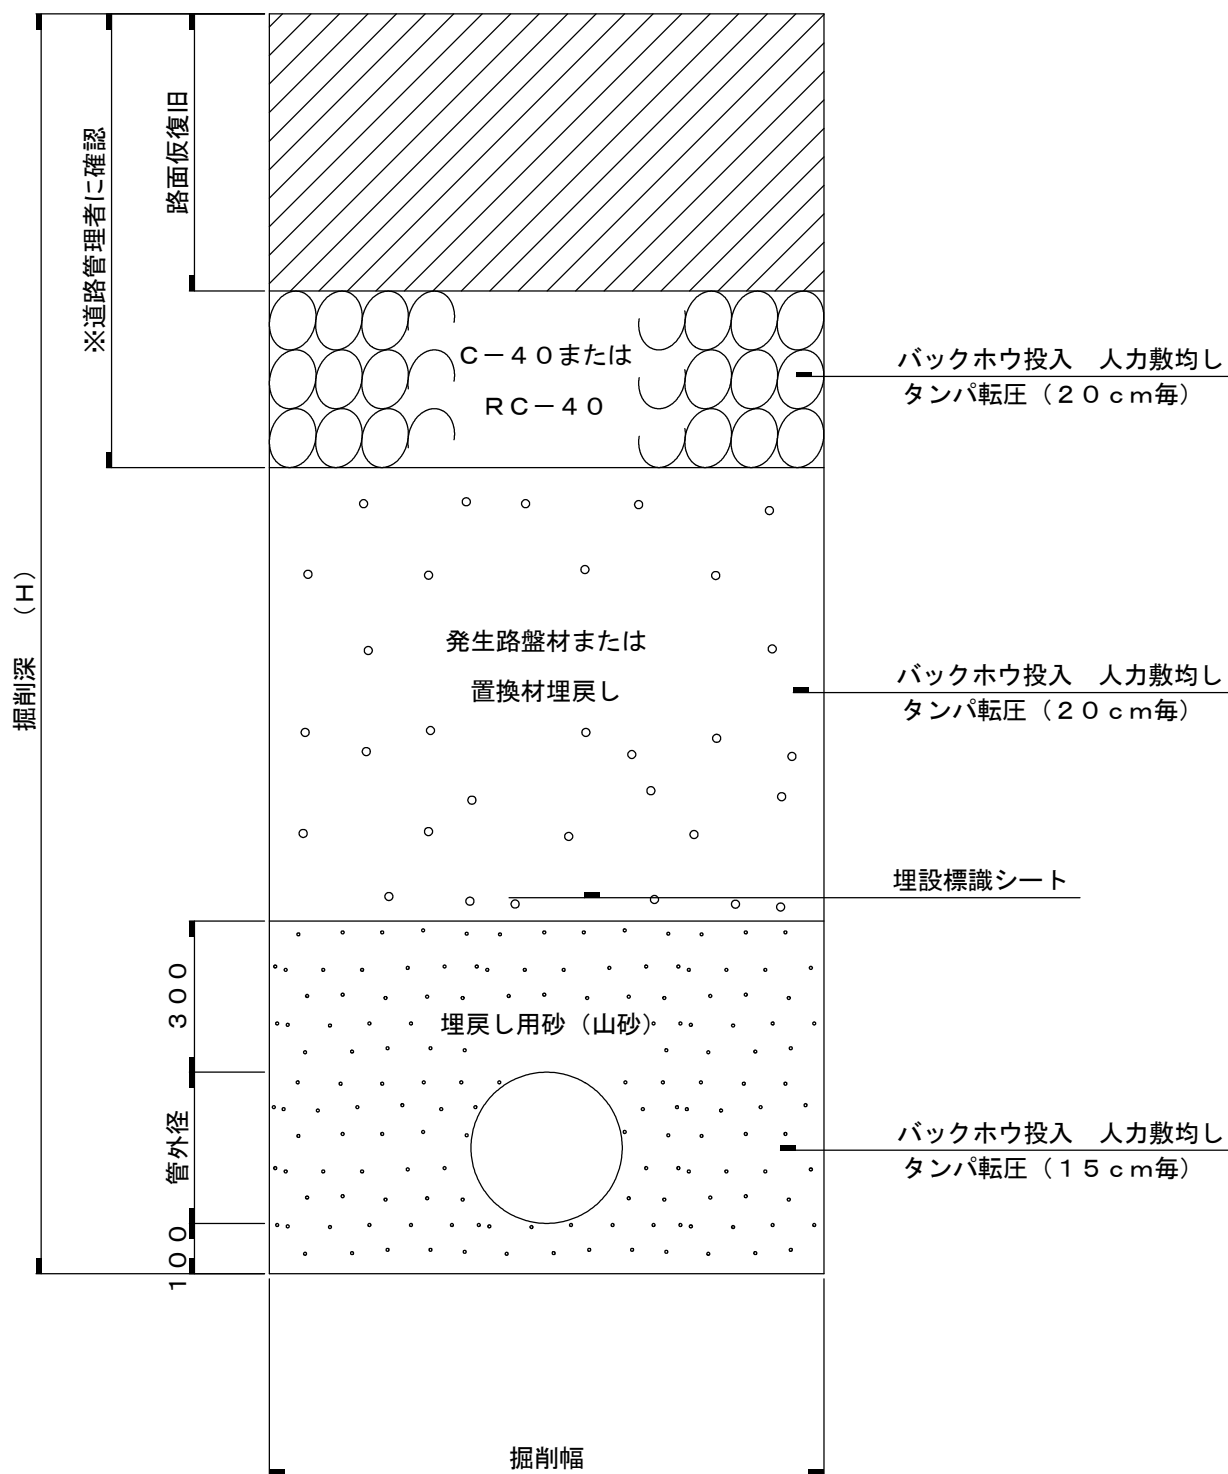 路面仮復旧
※道路管理者に確認
C－４０または
RC－４０
バックホウ投入　人力敷均し
タンパ転圧（２０ｃｍ毎）
掘削深　（H）
発生路盤材または
置換材埋戻し
バックホウ投入　人力敷均し
タンパ転圧（２０ｃｍ毎）
埋設標識シート
３００
埋戻し用砂（山砂）
管外径
バックホウ投入　人力敷均し
タンパ転圧（１５ｃｍ毎）
１００
掘削幅